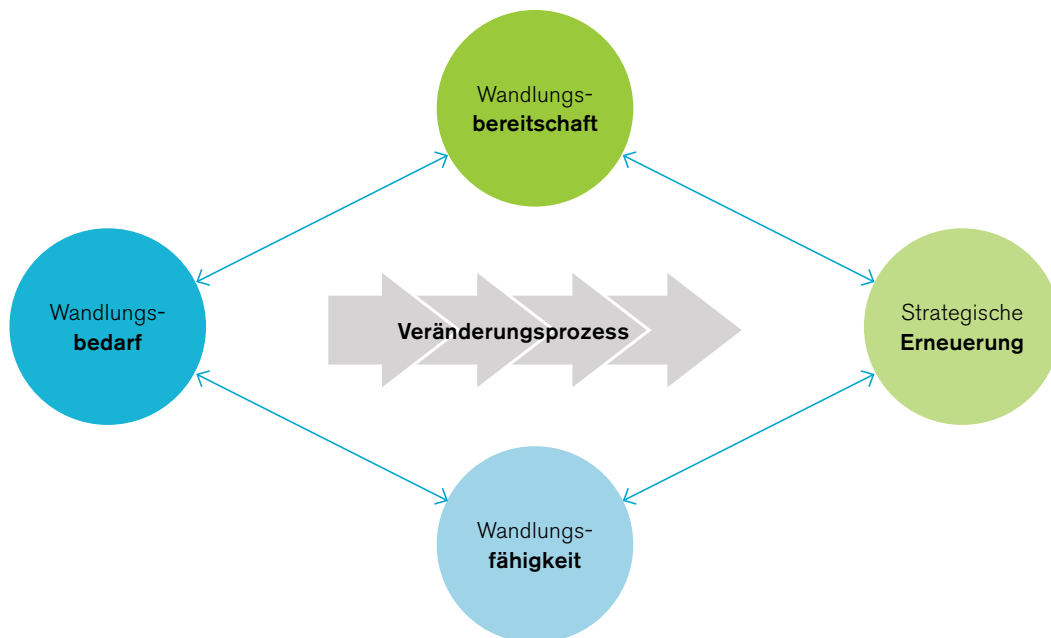 Wandlungs-
bereitschaft
Wandlungs-
bedarf
Veränderungsprozess
Strategische
Erneuerung
Wandlungs-
fähigkeit